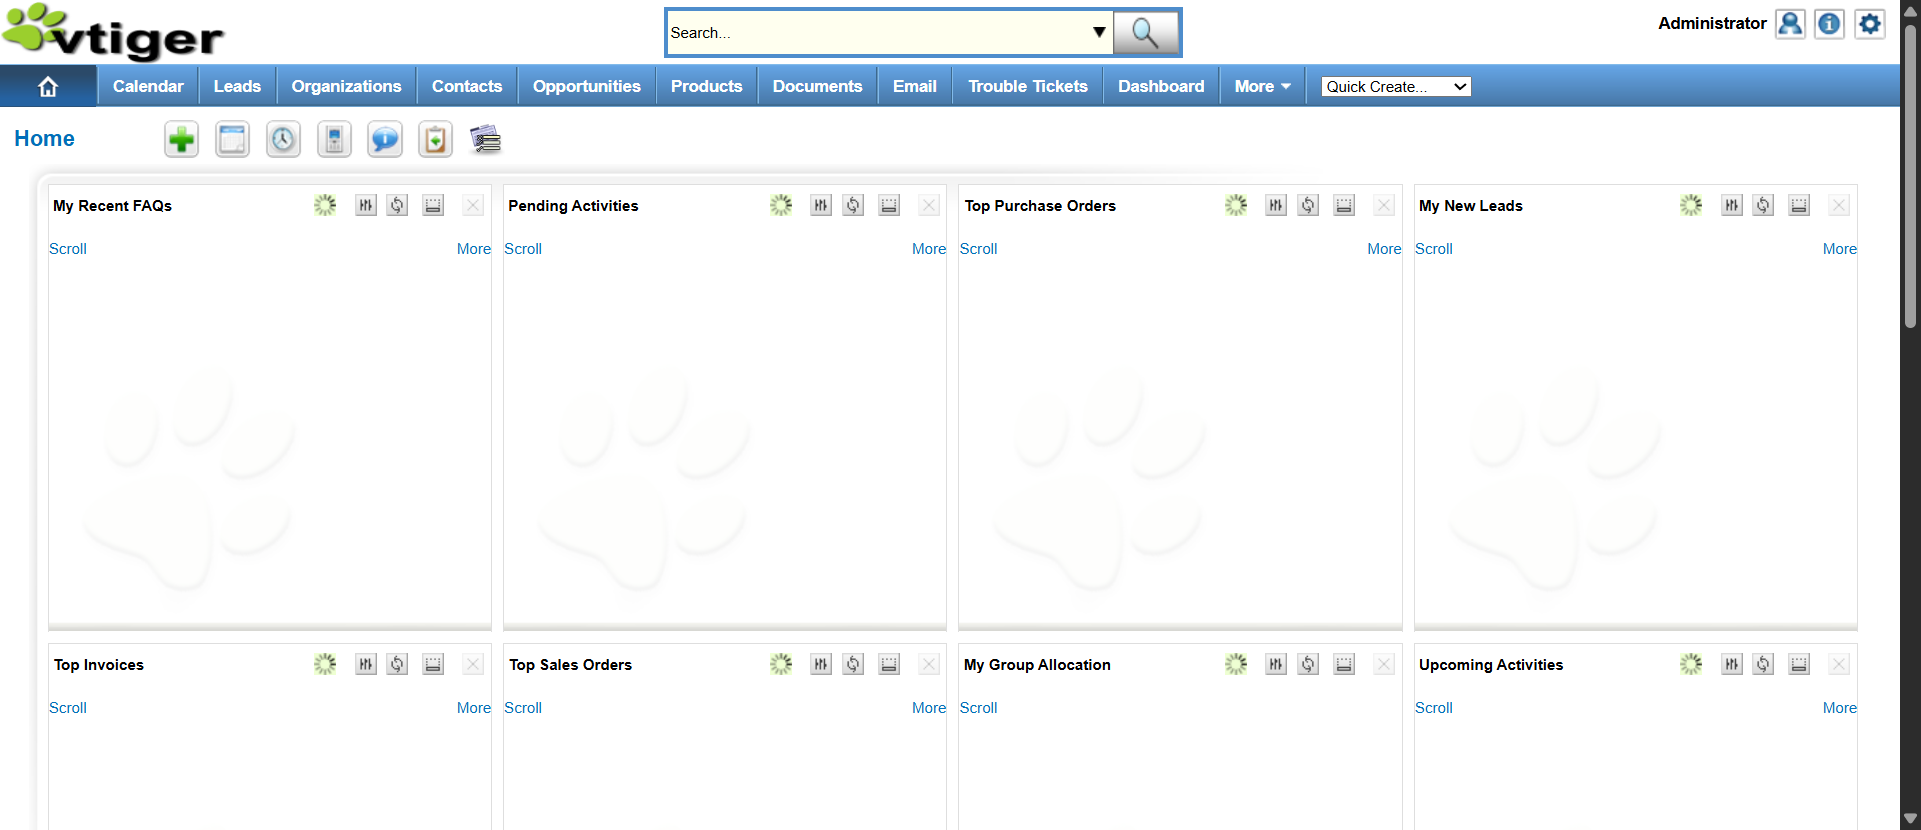 vtiger
Search...
Administrator
Calendar
Leads
Organizations
Contacts
Opportunities
Products
Documents
Email
Trouble Tickets
Dashboard
More
Quick Create...
Home
My Recent FAQs
Scroll
More
Pending Activities
Scroll
More
Top Purchase Orders
Scroll
More
My New Leads
Scroll
More
Top Invoices
Scroll
More
Top Sales Orders
Scroll
More
My Group Allocation
Scroll
Upcoming Activities
Scroll
More